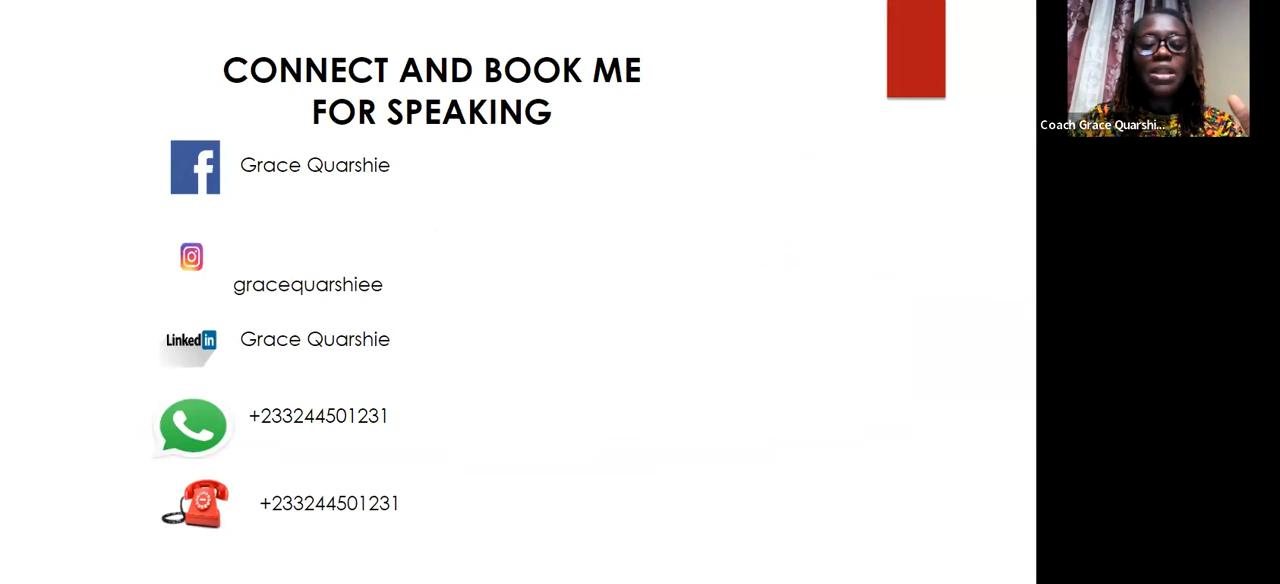 CONNECT AND BOOK ME
FOR SPEAKING
Grace Quarshie
gracequarshiee
Linked in Grace Quarshie
+233244501231
+233244501231
Coach Grace Quarshi...